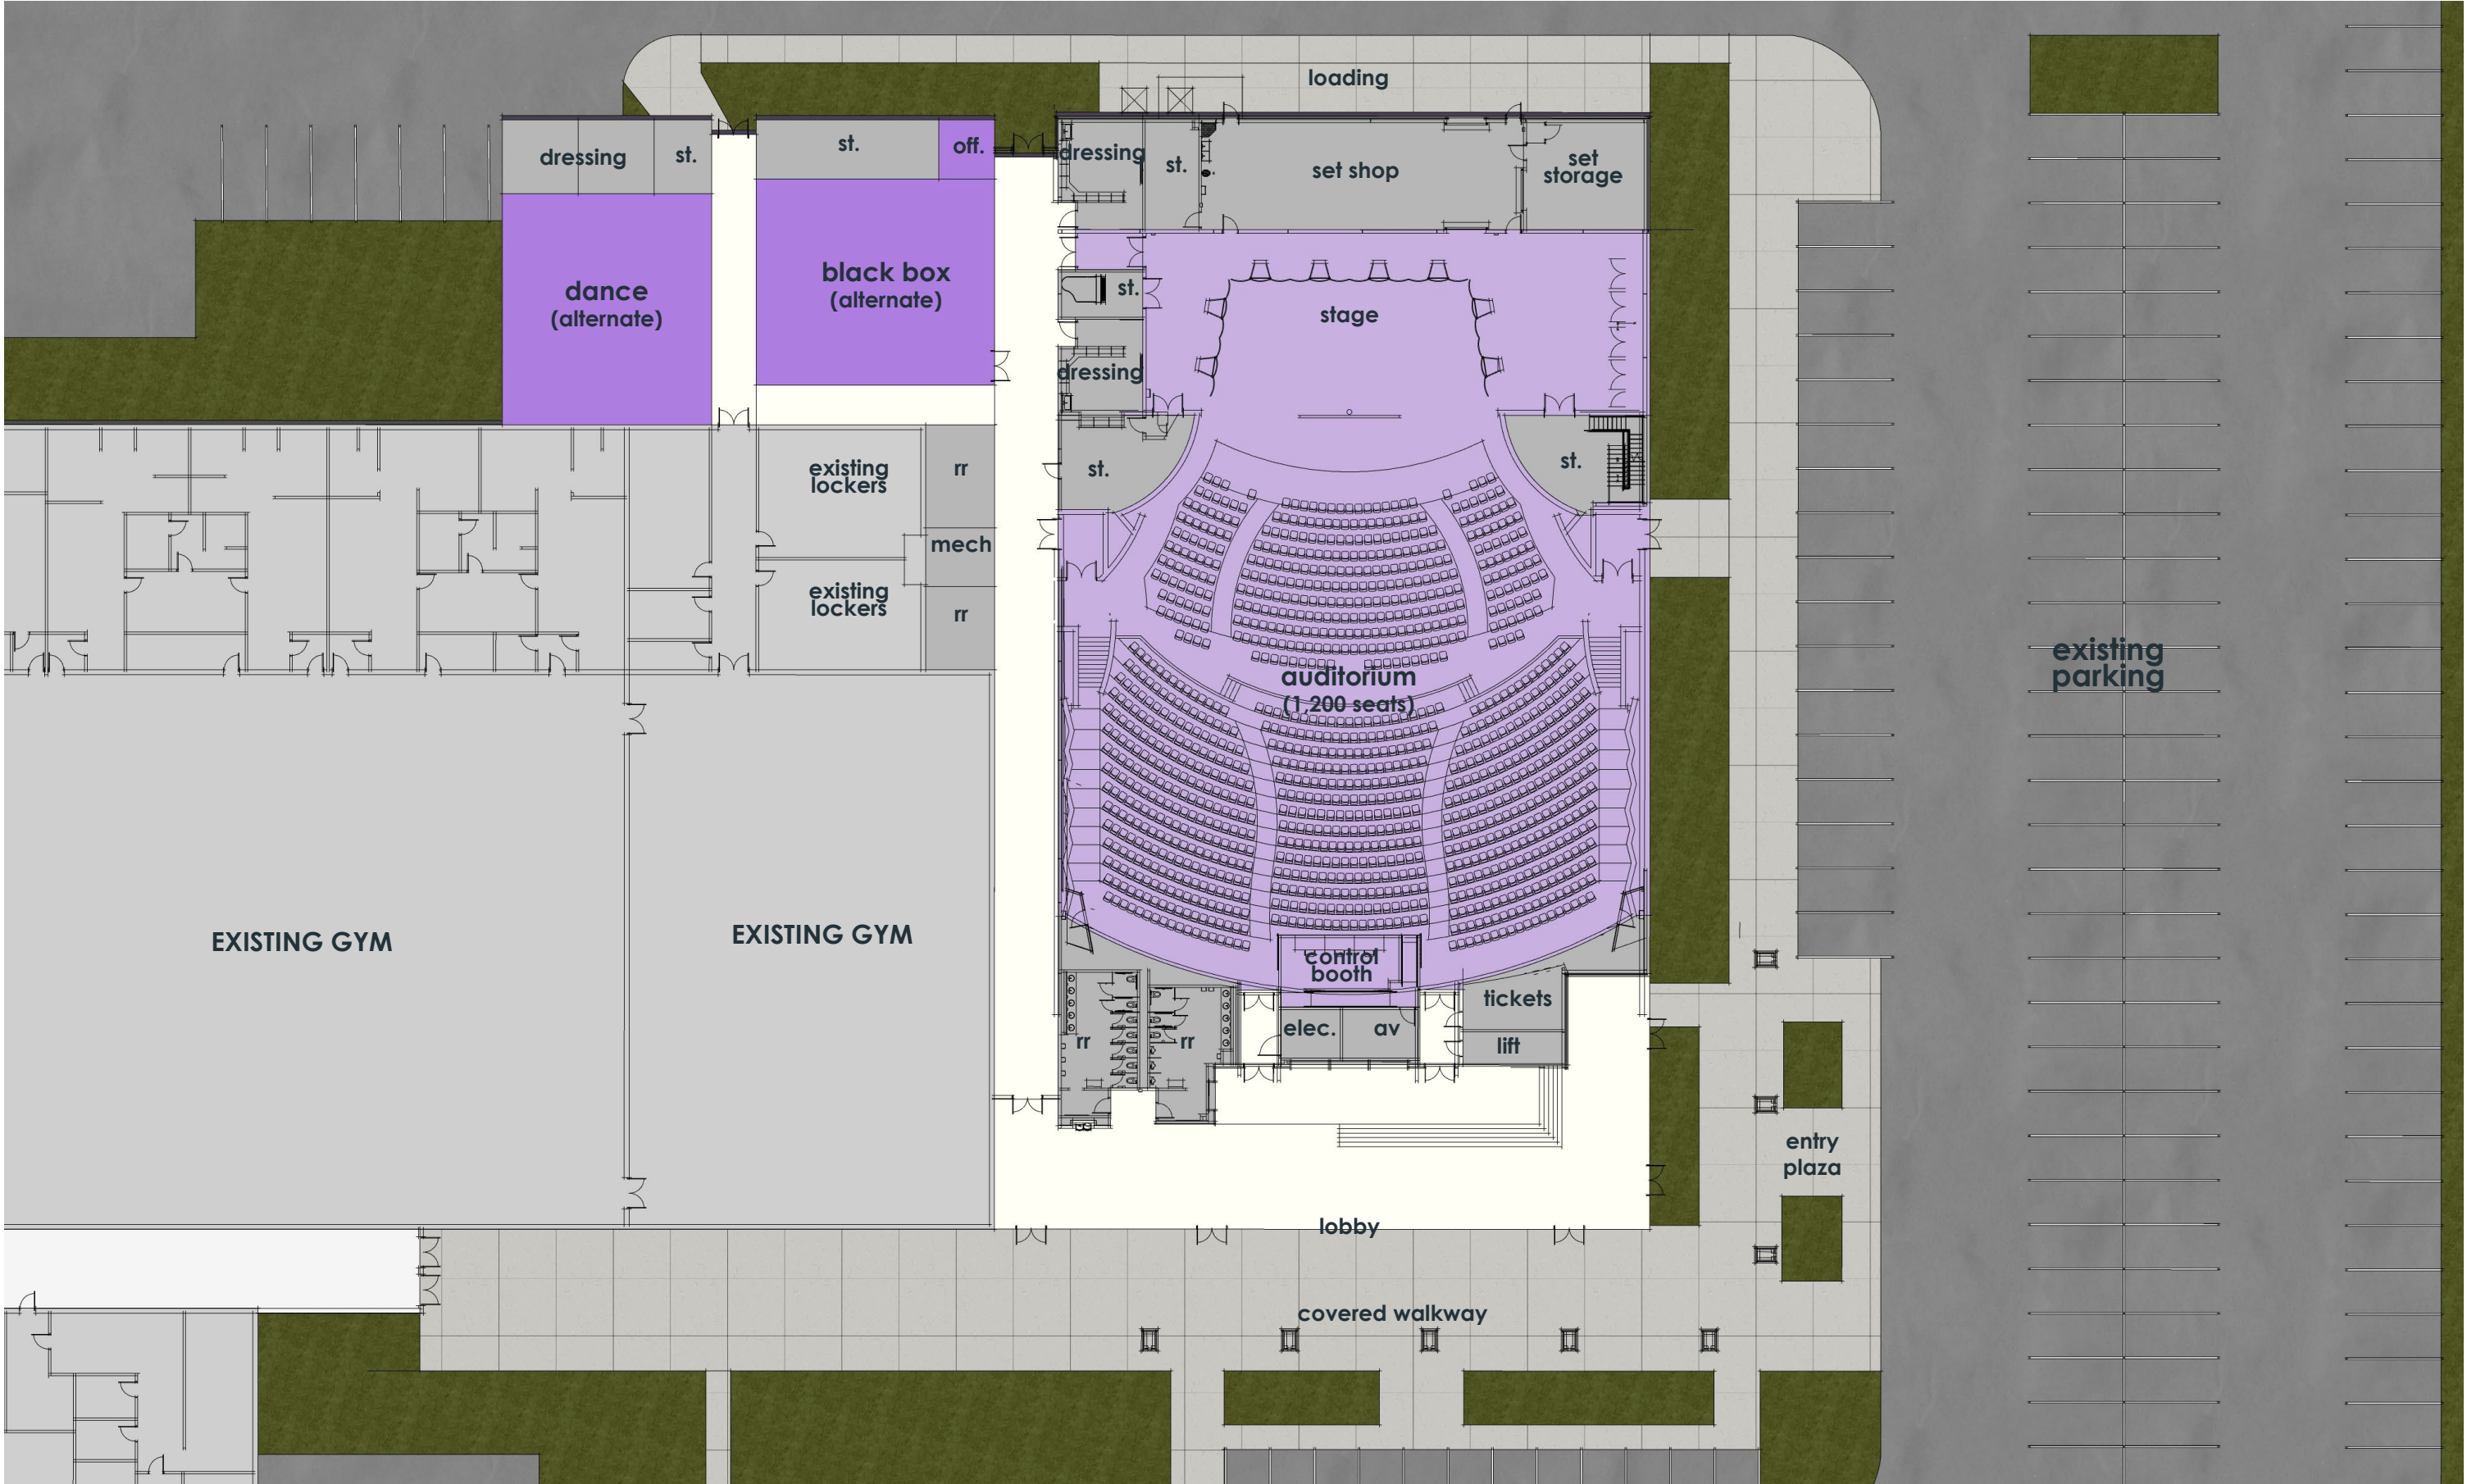 loading
dressing
st.
st.
off.
dressing
st.
set shop
set
storage
dance
(alternate)
black box
(alternate)
st.
stage
dressing
existing
lockers
rr
st.
st.
mech
existing
lockers
rr
auditorium
(1,200 seats)
existing
parking
EXISTING GYM
EXISTING GYM
control
booth
tickets
elec.
av
rr
rr
lift
entry
plaza
lobby
covered walkway